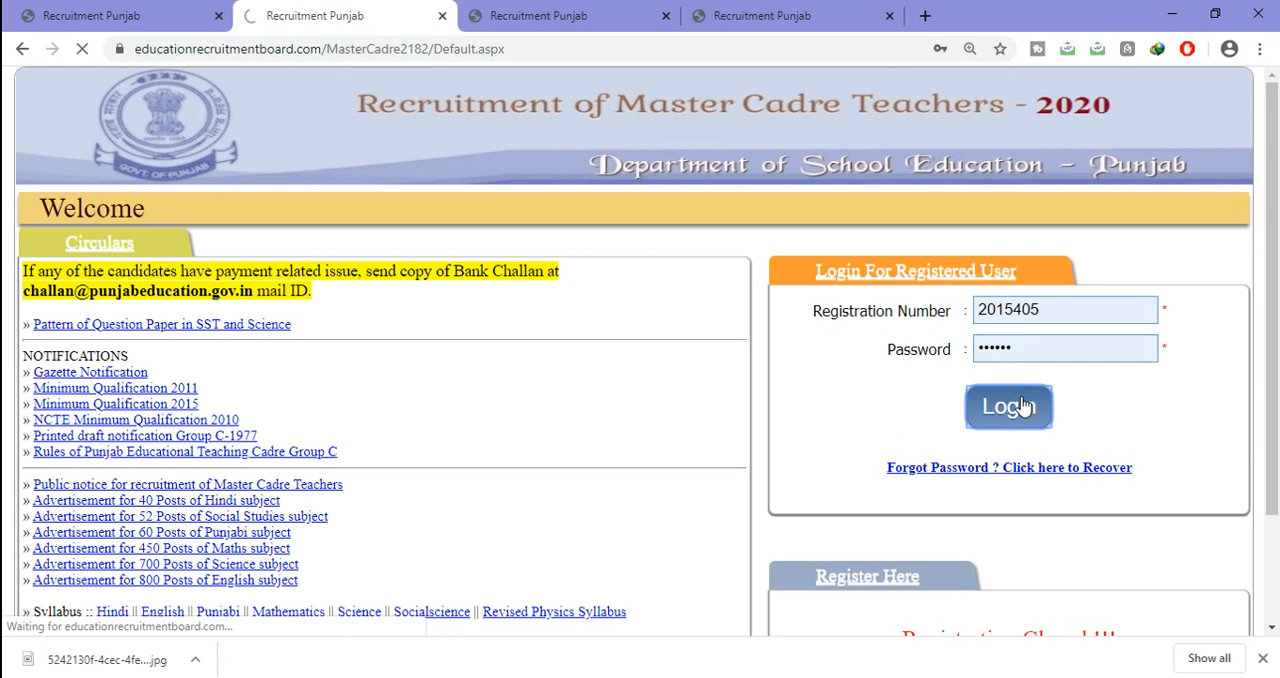 Recruitment Punjab
Recruitment Punjab
Recruitment Punjab
Recruitment Punjab
educationrecruitmentboard.com/MasterCadre2182/Default.aspx
GOVT. OF PUNJAB
Recruitment of Master Cadre Teachers - 2020
Department of School Education - Punjab
Welcome
Circulars
If any of the candidates have payment related issue, send copy of Bank Challan at
challan@punjabeducation.gov.in mail ID.
» Pattern of Question Paper in SST and Science
NOTIFICATIONS
» Gazette Notification
» Minimum Qualification 2011
» Minimum Qualification 2015
» NCTE Minimum Qualification 2010
» Printed draft notification Group C-1977
» Rules of Punjab Educational Teaching Cadre Group C
» Public notice for recruitment of Master Cadre Teachers
» Advertisement for 40 Posts of Hindi subject
» Advertisement for 52 Posts of Social Studies subject
» Advertisement for 60 Posts of Punjabi subject
» Advertisement for 450 Posts of Maths subject
» Advertisement for 700 Posts of Science subject
» Advertisement for 800 Posts of English subject
» Syllabus :: Hindi || English || Punjabi || Mathematics || Science || Socialscience || Revised Physics Syllabus
Login For Registered User
Registration Number : 2015405 *
Password : •••••• *
Login
Forgot Password ? Click here to Recover
Register Here
Registration Closed !!!
Waiting for educationrecruitmentboard.com...
5242130f-4cec-4fe....jpg
Show all